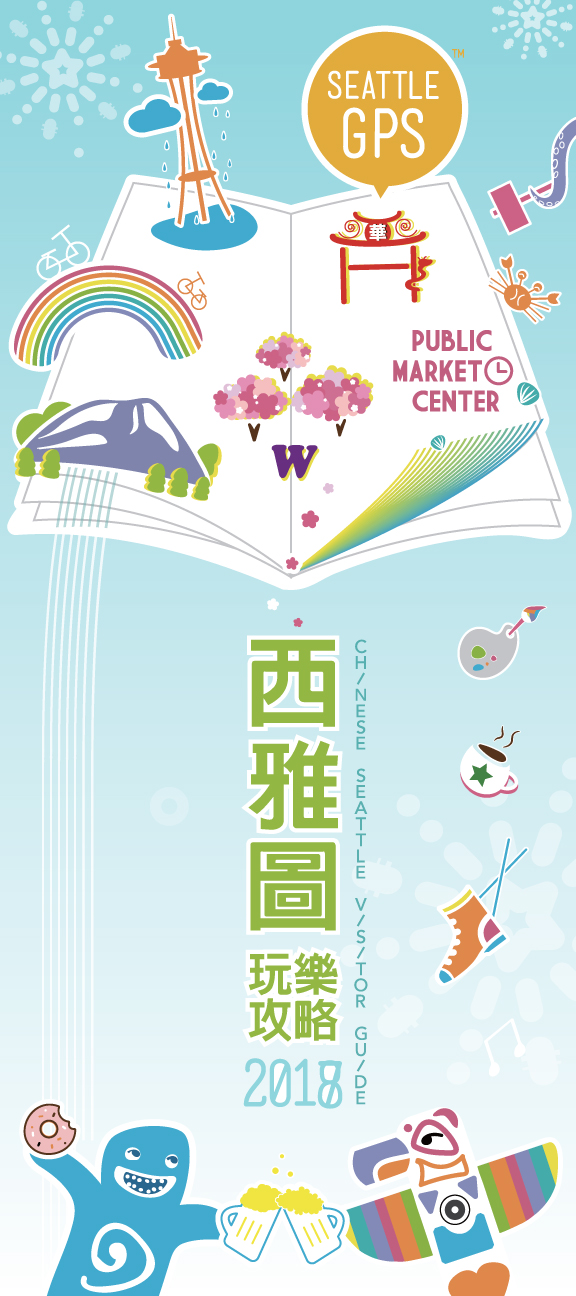 SEATTLE
GPS
TM
華
PUBLIC
MARKET
CENTER
W
西雅圖
玩樂
攻略
2018
CHINESE SEATTLE VISITOR GUIDE